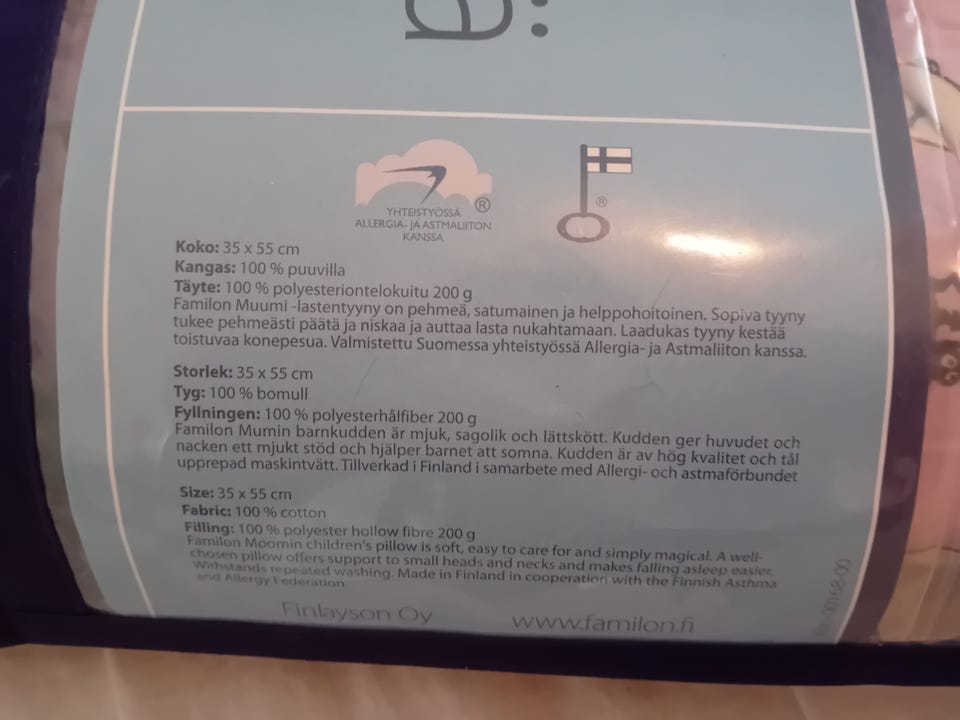 ä
YHTEISTYÖSSÄ
ALLERGIA- JA ASTMALIITON
KANSSA
®
®
Koko: 35 x 55 cm
Kangas: 100 % puuvilla
Täyte: 100 % polyesteriontelokuitu 200 g
Familon Muumi -lastentyyny on pehmeä, satumainen ja helppohoitoinen. Sopiva tyyny
tukee pehmeästi päätä ja niskaa ja auttaa lasta nukahtamaan. Laadukas tyyny kestää
toistuvaa konepesua. Valmistettu Suomessa yhteistyössä Allergia- ja Astmaliiton kanssa.
Storlek: 35 x 55 cm
Tyg: 100 % bomull
Fyllningen: 100 % polyesterhålfiber 200 g
Familon Mumin barnkudden är mjuk, sagolik och lättskött. Kudden ger huvudet och
nacken ett mjukt stöd och hjälper barnet att somna. Kudden är av hög kvalitet och tål
upprepad maskintvätt. Tillverkad i Finland i samarbete med Allergi- och astmaförbundet
Size: 35 x 55 cm
Fabric: 100 % cotton
Filling: 100 % polyester hollow fibre 200 g
Familon Moomin children's pillow is soft, easy to care for and simply magical. A well-
chosen pillow offers support to small heads and necks and makes falling asleep easier.
Withstands repeated washing. Made in Finland in cooperation with the Finnish Asthma
and Allergy Federation.
Finlayson Oy www.familon.fi